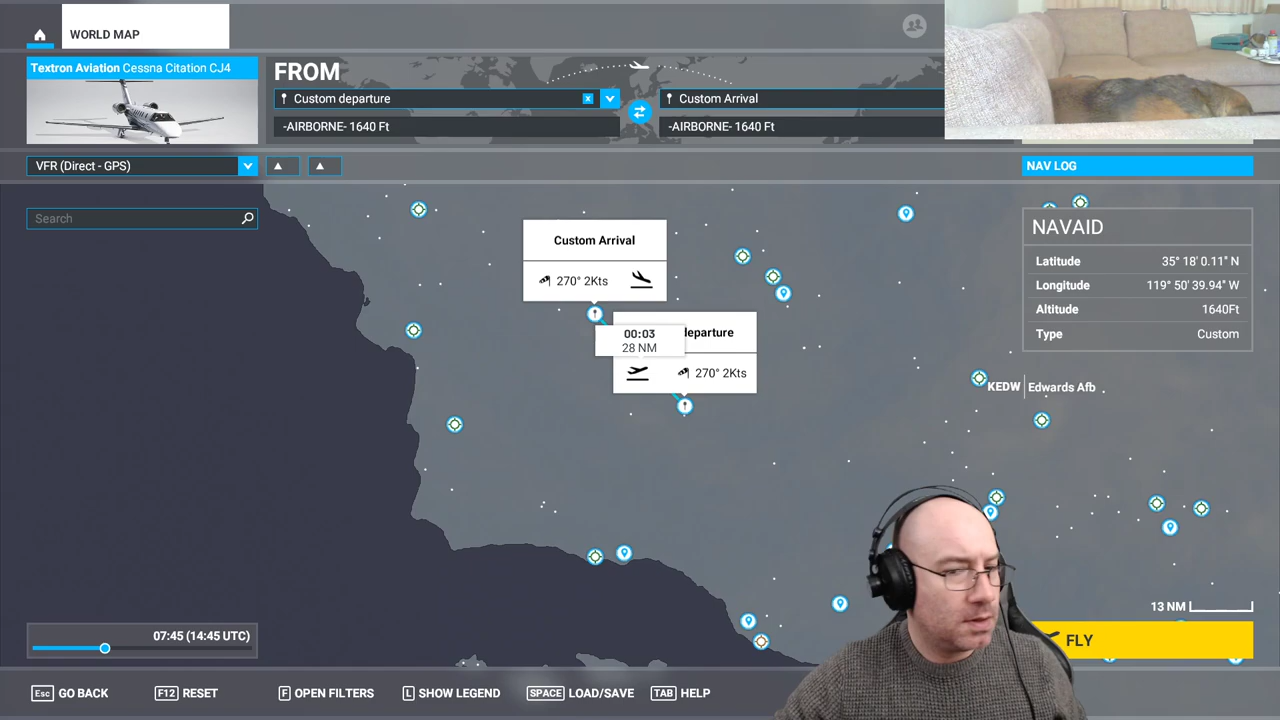 WORLD MAP
Textron Aviation Cessna Citation CJ4
FROM
Custom departure
x
-AIRBORNE- 1640 Ft
Custom Arrival
-AIRBORNE- 1640 Ft
VFR (Direct - GPS)
NAV LOG
Search
Custom Arrival
270° 2Kts
departure
00:03
28 NM
270° 2Kts
NAVAID
Latitude 35° 18' 0.11" N
Longitude 119° 50' 39.94" W
Altitude 1640Ft
Type Custom
KEDW Edwards Afb
13 NM
07:45 (14:45 UTC)
FLY
Esc GO BACK
F12 RESET
F OPEN FILTERS
L SHOW LEGEND
SPACE LOAD/SAVE
TAB HELP